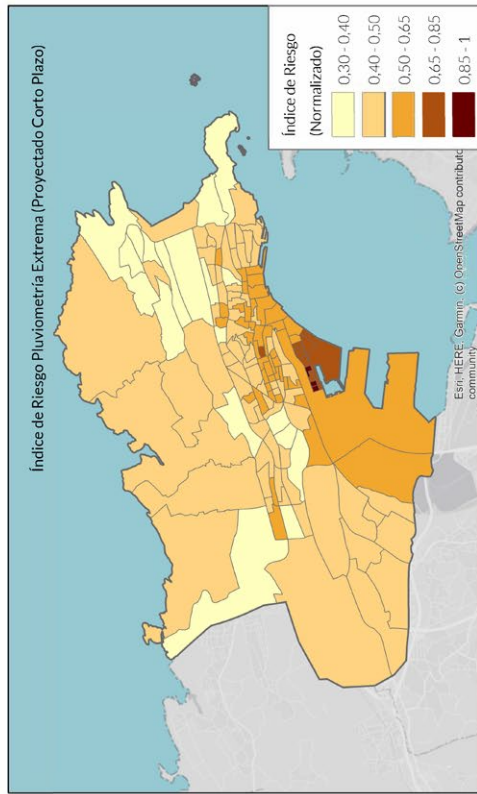 Índice de Riesgo Pluviometría Extrema (Proyectado Corto Plazo)
Índice de Riesgo
(Normalizado)
0.30 - 0.40
0.40 - 0.50
0.50 - 0.65
0.65 - 0.85
0.85 - 1
Esri, HERE, Garmin, (c) OpenStreetMap contributo
community